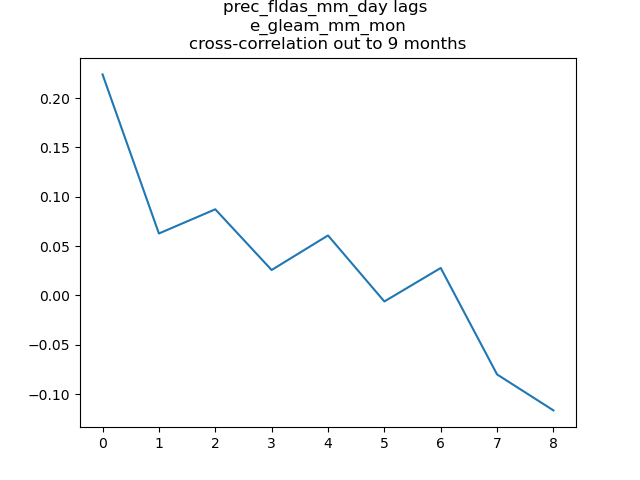 prec_fldas_mm_day lags
e_gleam_mm_mon
cross-correlation out to 9 months
0.20
0.15
0.10
0.05
0.00
−0.05
−0.10
0 1 2 3 4 5 6 7 8